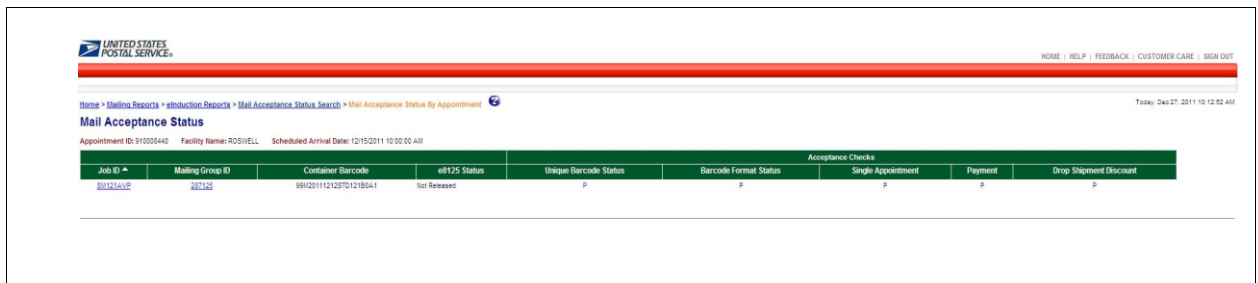 UNITED STATES
POSTAL SERVICE®
HOME | HELP | FEEDBACK | CUSTOMER CARE | SIGN OUT
Home > Mailing Reports > eInduction Reports > Mail Acceptance Status Search > Mail Acceptance Status By Appointment ?
Today: Dec 27, 2011 10:12:52 AM
Mail Acceptance Status
Appointment ID: 910008440 Facility Name: ROSWELL Scheduled Arrival Date: 12/15/2011 10:00:00 AM
Acceptance Checks
Job ID Mailing Group ID Container Barcode e8125 Status Unique Barcode Status Barcode Format Status Single Appointment Payment Drop Shipment Discount
SM121AVP 287125 99M20111212STD121B0A1 Not Released P P P P P